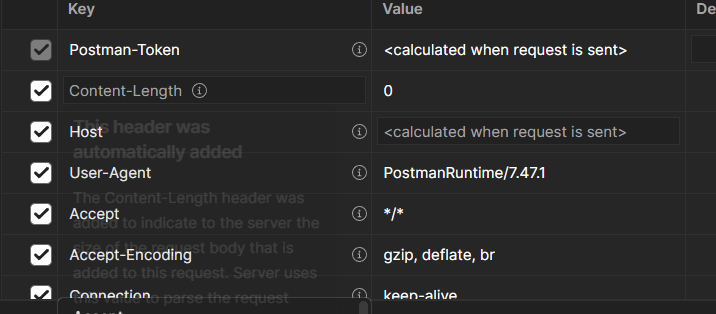 Key Value De
Postman-Token <calculated when request is sent>
Content-Length 0
This header was
Host <calculated when request is sent>
automatically added
User-Agent PostmanRuntime/7.47.1
The Content-Length header was
Accept */*
added to indicate to the server the
size of the request body that is
Accept-Encoding gzip, deflate, br
added to this request. Server uses
Connection keep-alive
this value to parse the request
Accept